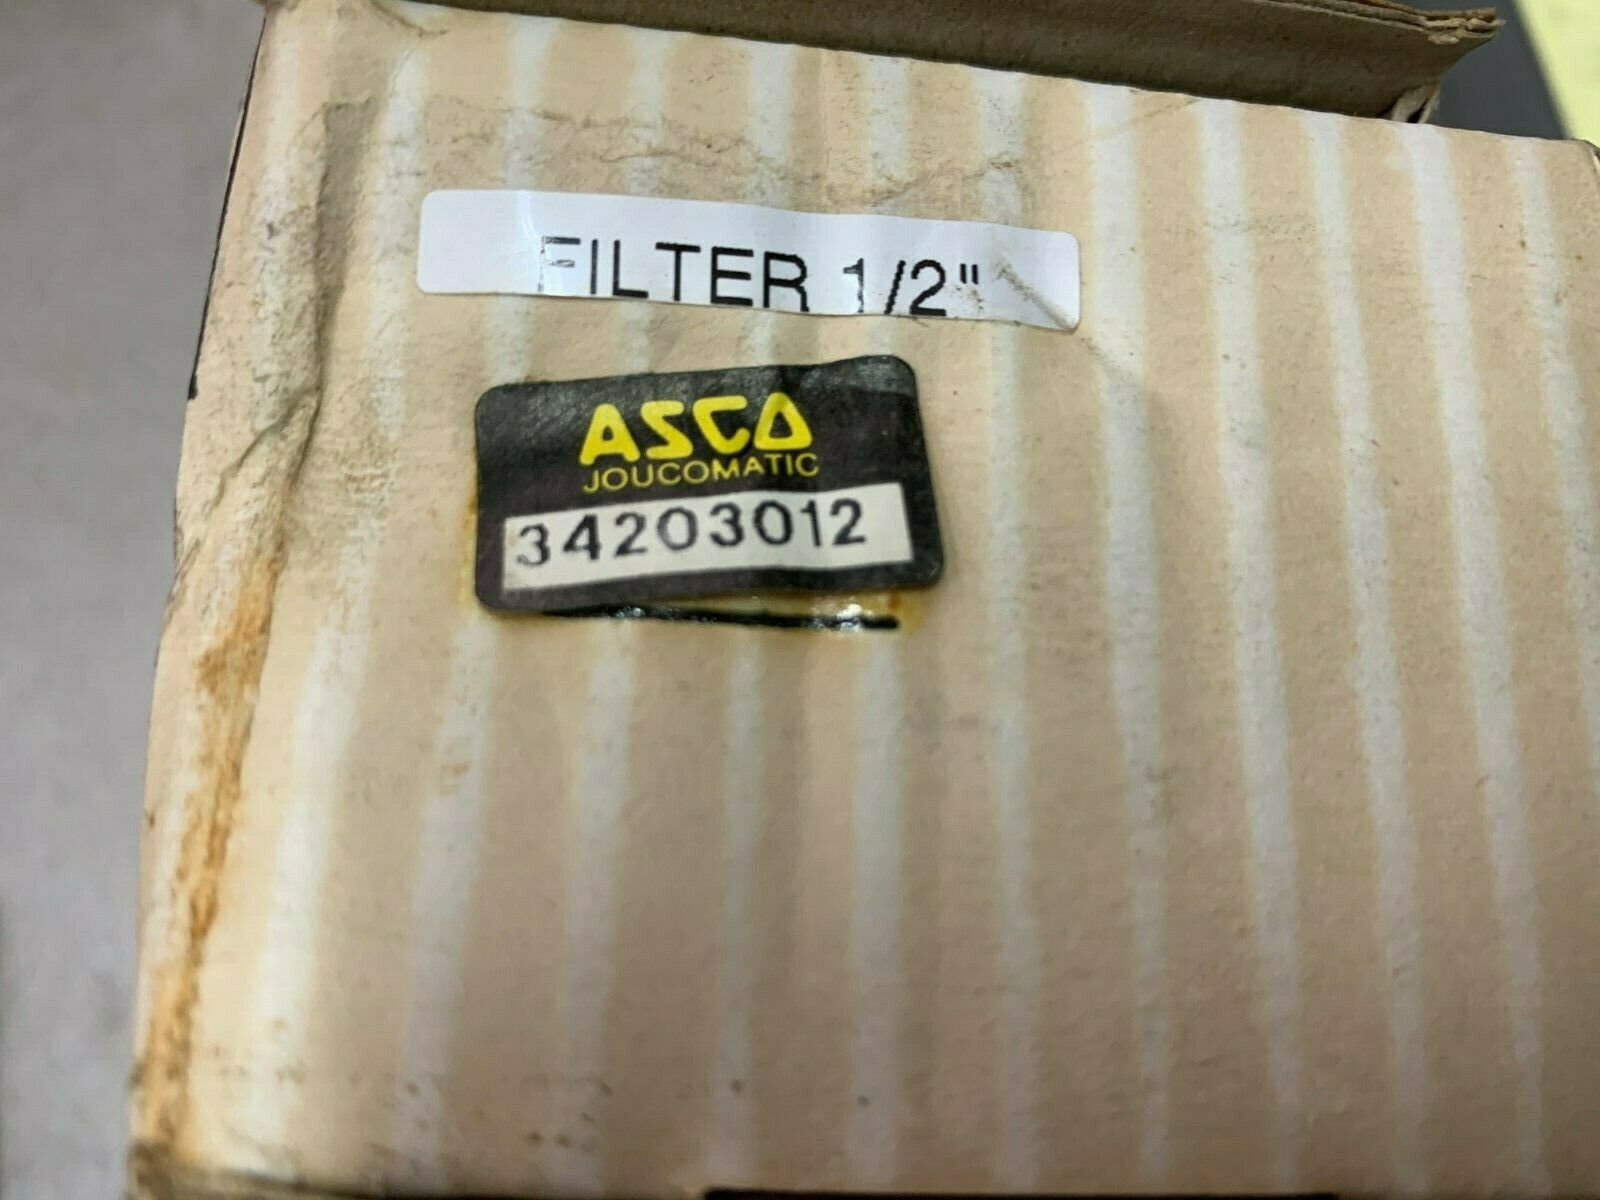 FILTER 1/2"
ASCO
JOUCOMATIC
34203012